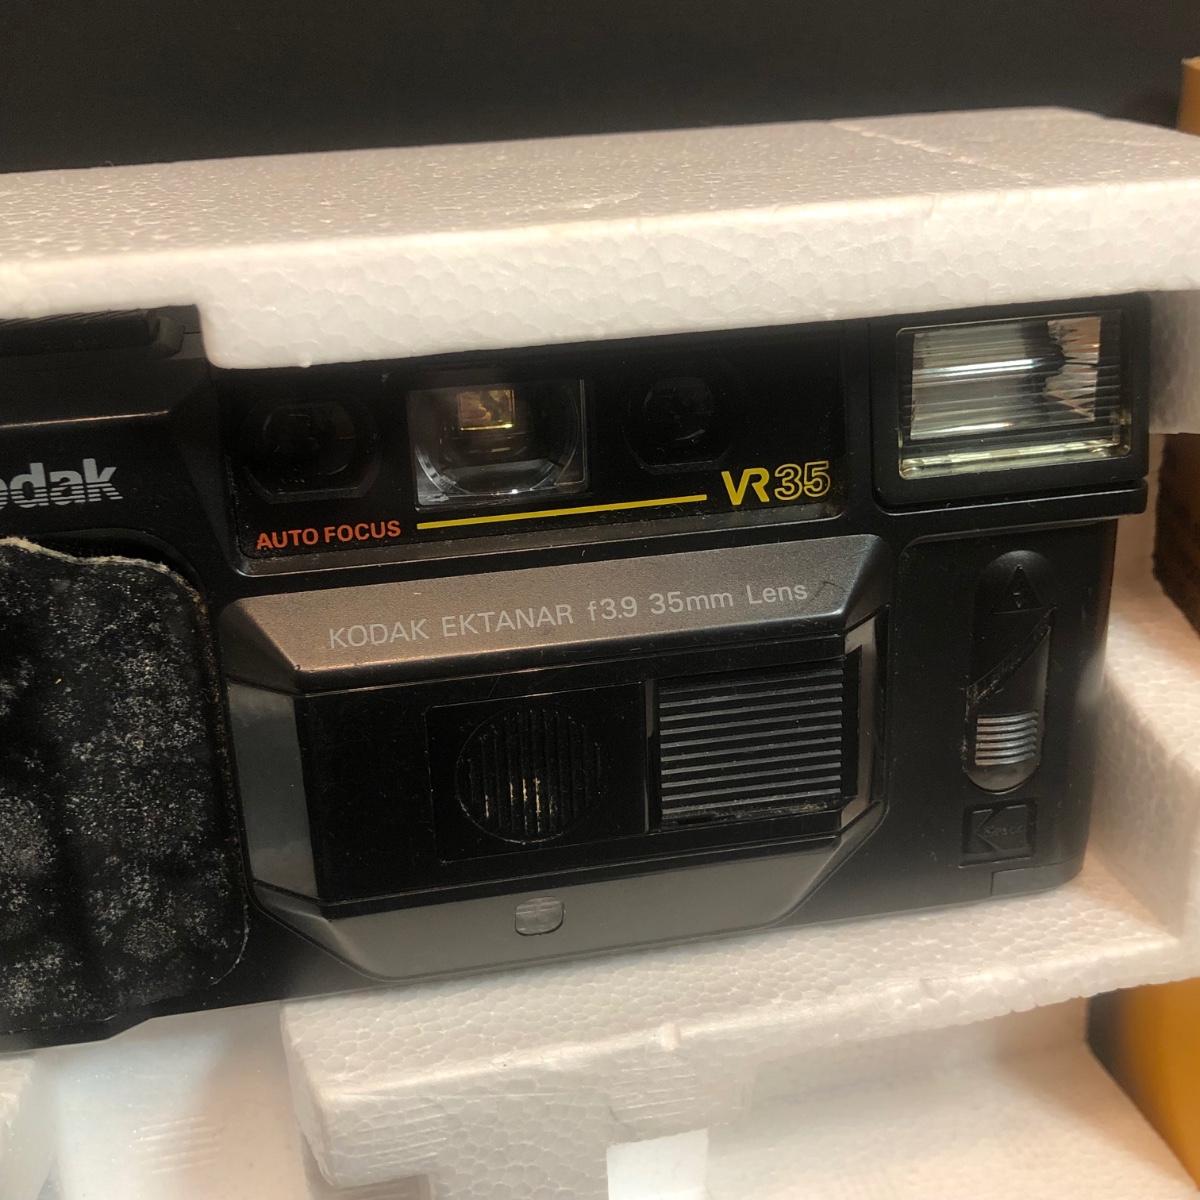 odak
VR35
AUTO FOCUS
KODAK EKTANAR f3.9 35mm Lens